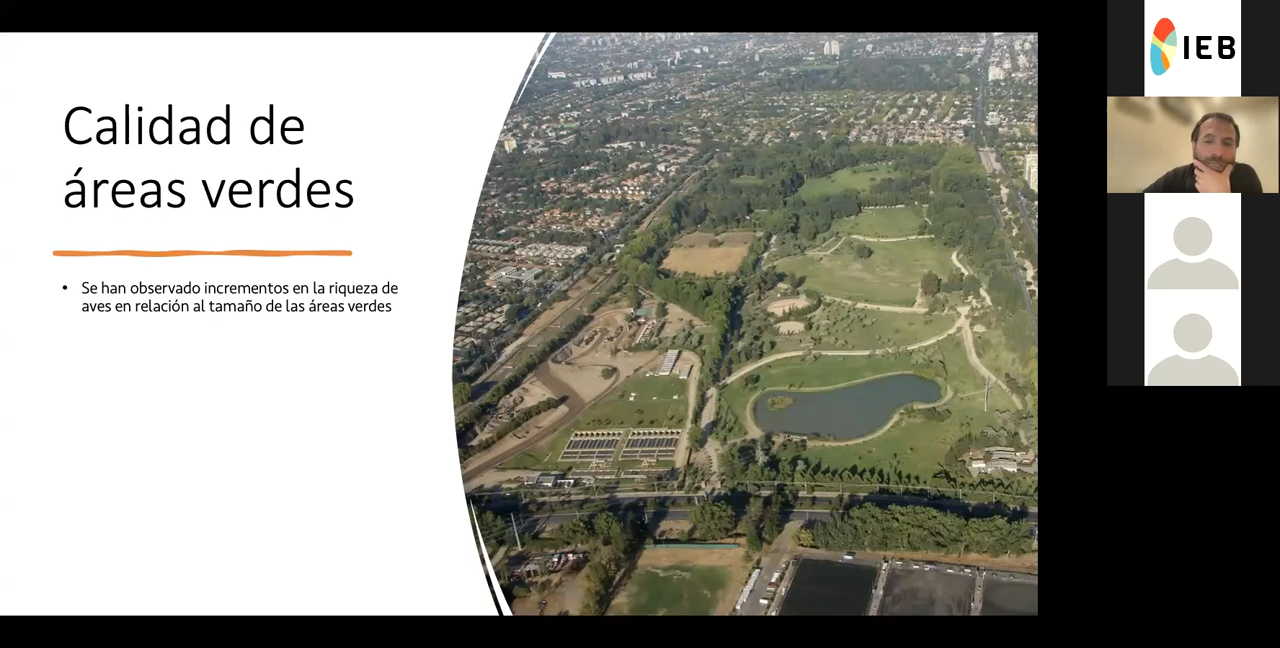 Calidad de
áreas verdes
• Se han observado incrementos en la riqueza de
aves en relación al tamaño de las áreas verdes
IEB